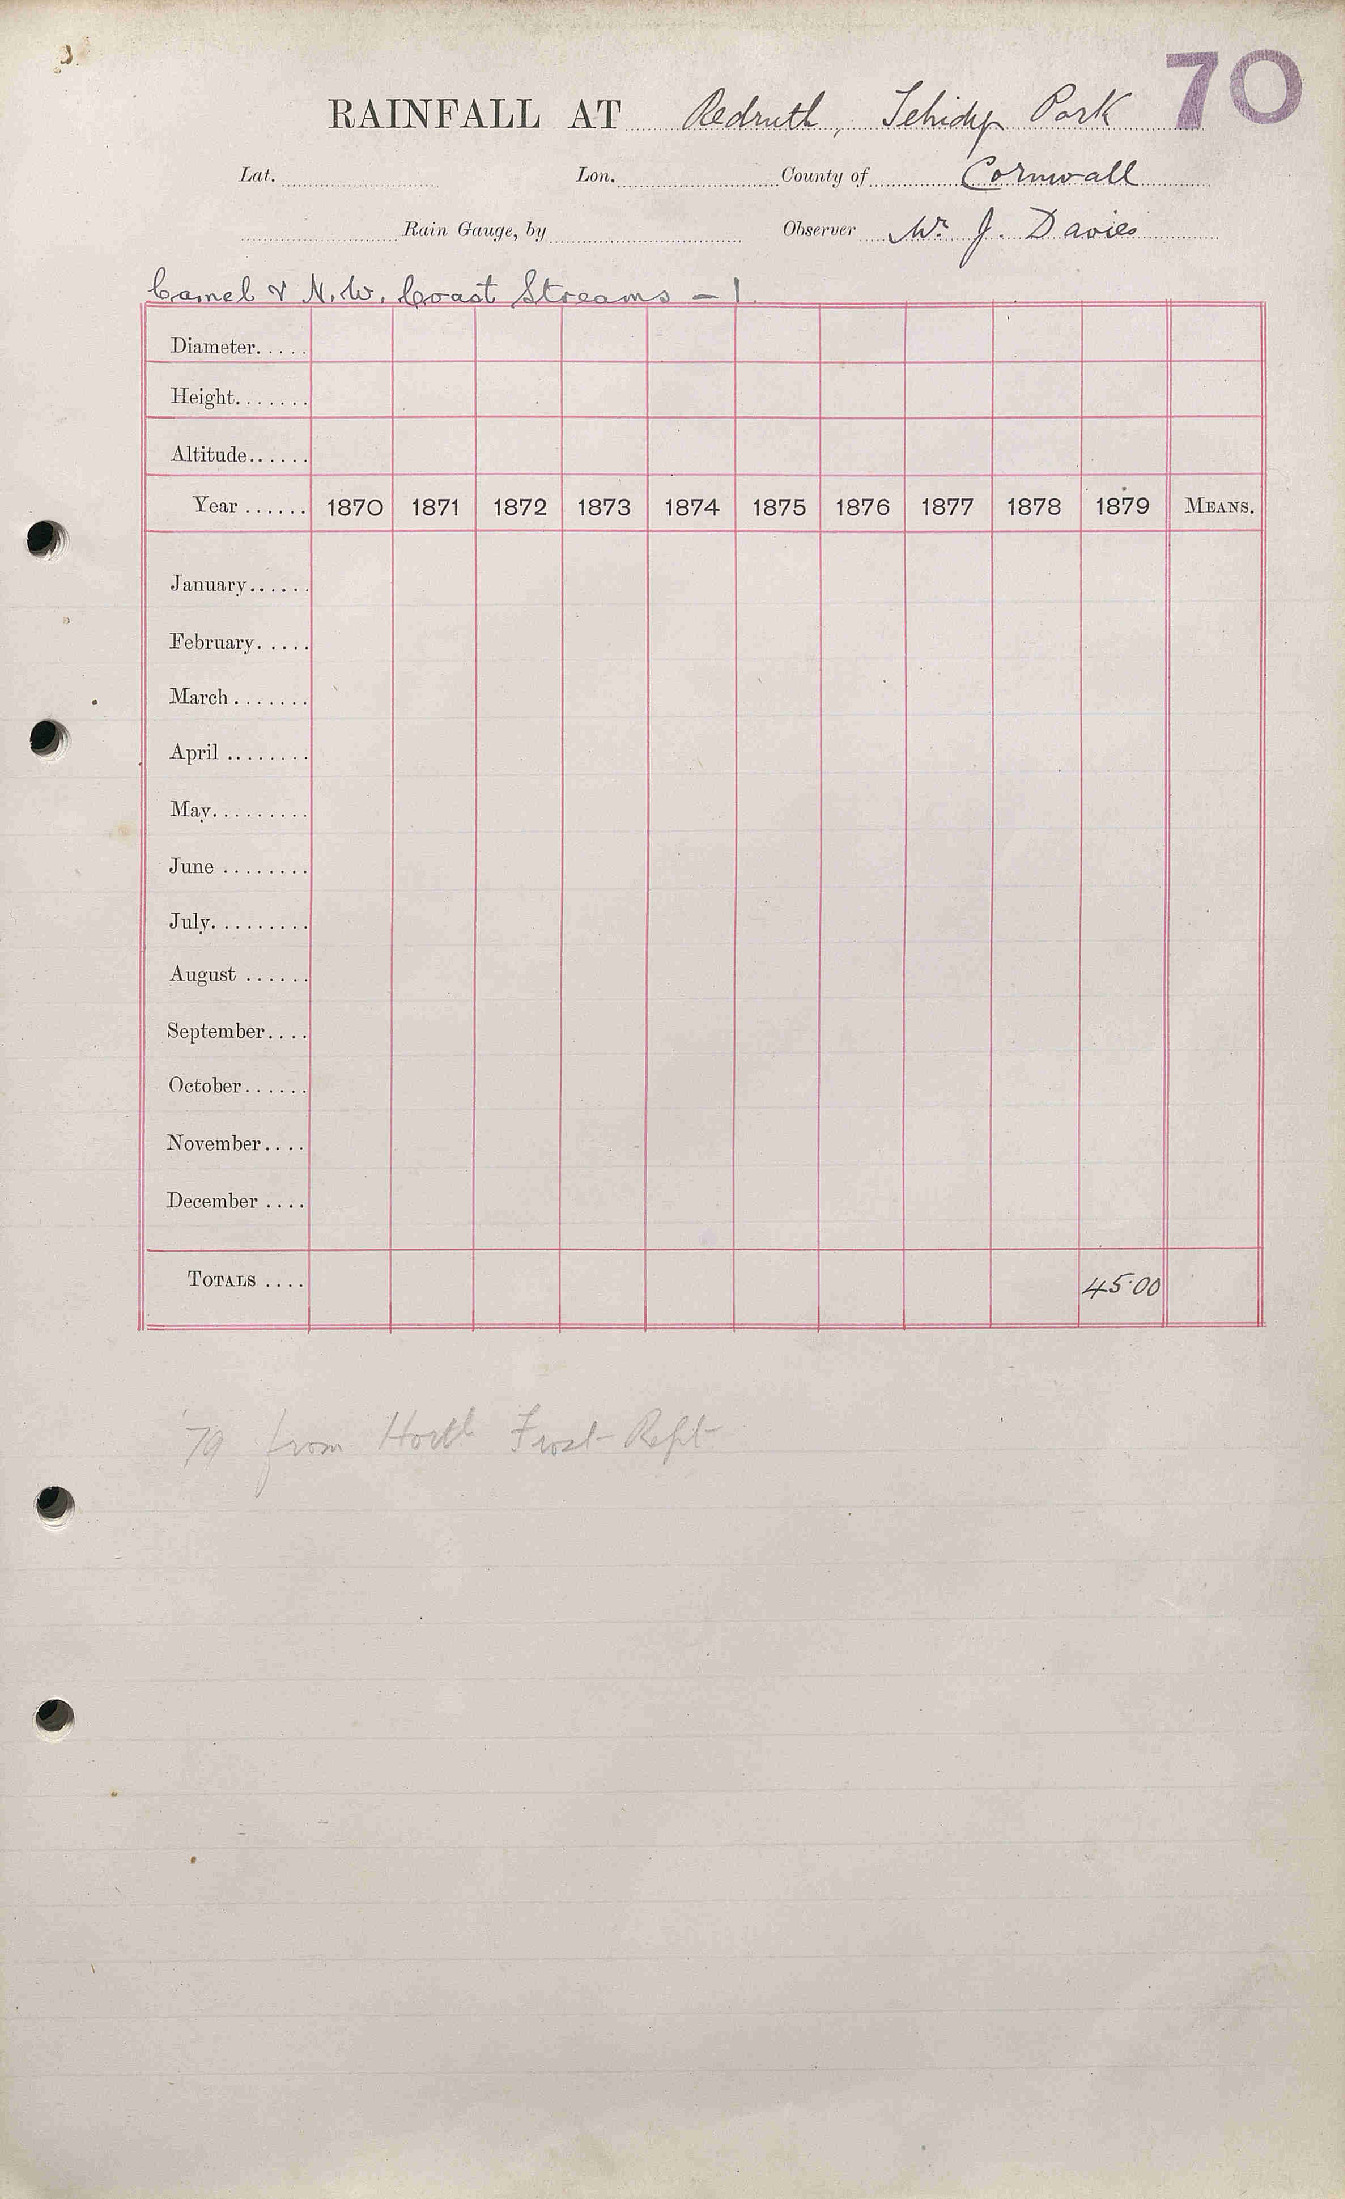 70
RAINFALL AT Redruth, Tehidy Park
Lat. Lon. County of Cornwall
Rain Gauge, by Observer Mr. J. Davies
Camel & N.W. Coast Streams - 1
Diameter.....
Height.......
Altitude......
Year ...... 1870 1871 1872 1873 1874 1875 1876 1877 1878 1879 MEANS.
January......
February.....
March.......
April ........
May.........
June ........
July.........
August ......
September....
October......
November....
December ....
TOTALS .... 45.00
'79 from Hortl Frost Rept